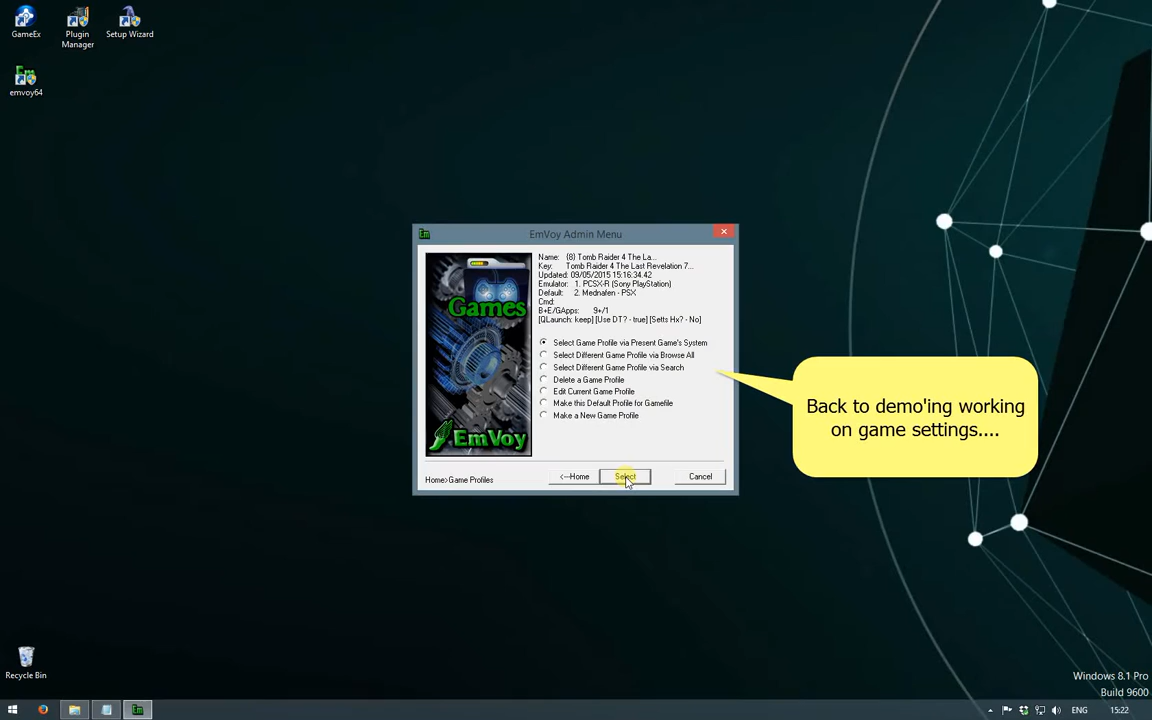 GameEx
Plugin
Manager
Setup Wizard
emvoy64
EmVoy Admin Menu
Em
Games
EmVoy
Name: {8} Tomb Raider 4 The La...
Key: Tomb Raider 4 The Last Revelation 7...
Updated: 09/05/2015 15:16:34.42
Emulator: 1. PCSX-R (Sony PlayStation)
Default: 2. Mednafen - PSX
Cmd:
B+E/GApps: 9+/1
[QLaunch: keep] [Use DT? - true] [Setts Hx? - No]
Select Game Profile via Present Game's System
Select Different Game Profile via Browse All
Select Different Game Profile via Search
Delete a Game Profile
Edit Current Game Profile
Make this Default Profile for Gamefile
Make a New Game Profile
Home>Game Profiles
<--Home
Select
Cancel
Back to demo'ing working
on game settings....
Recycle Bin
Windows 8.1 Pro
Build 9600
Em
ENG
15:22